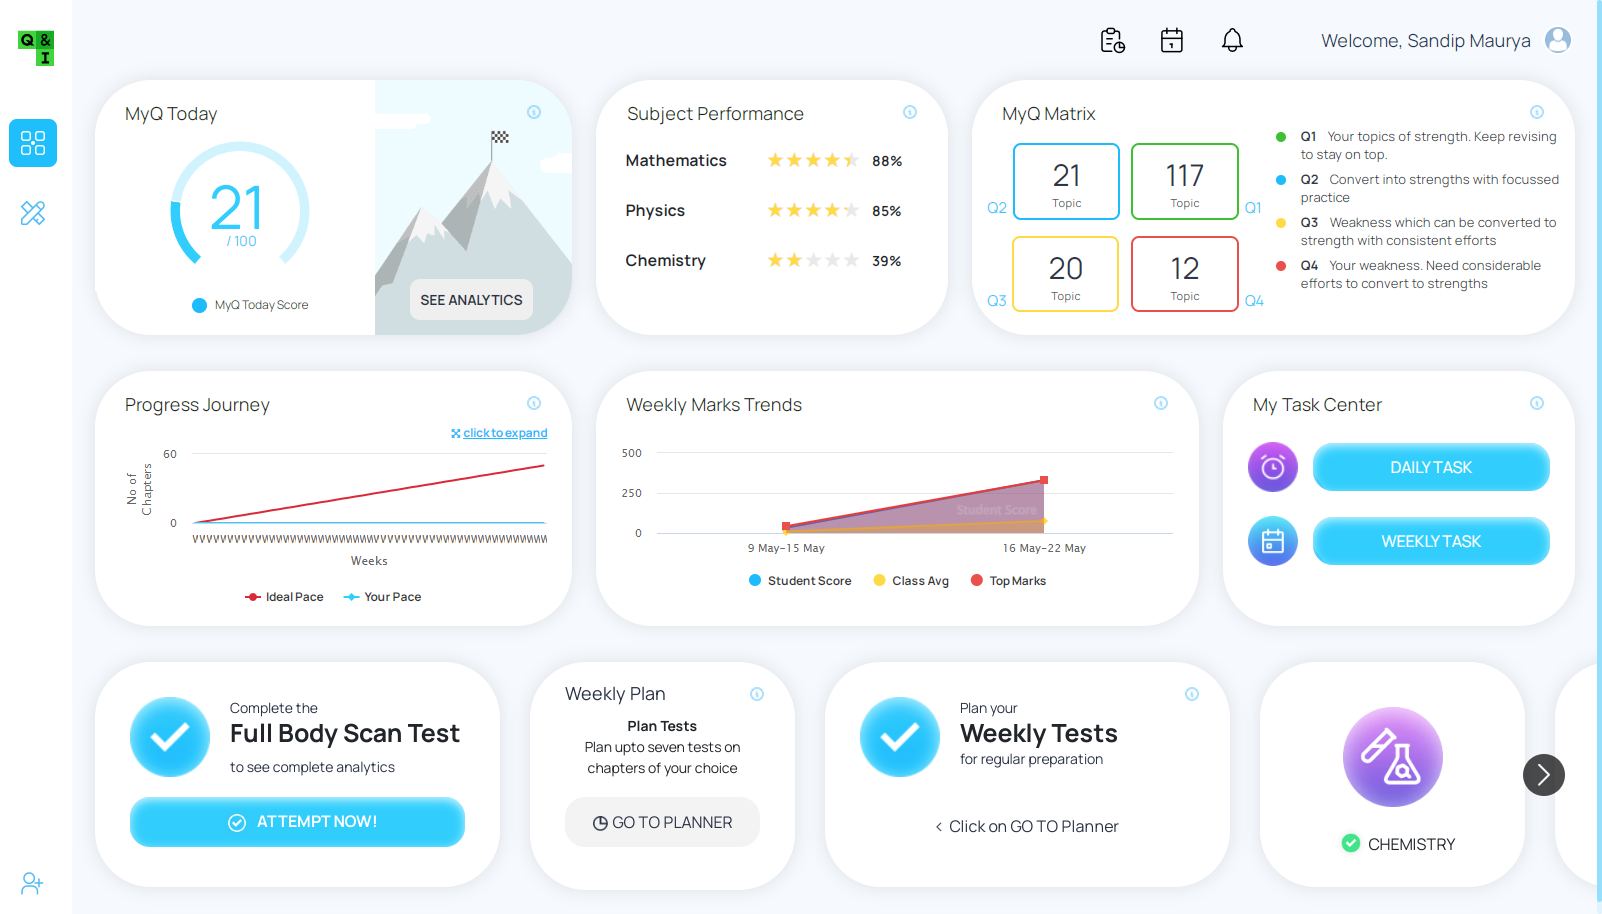 Q & I
Welcome, Sandip Maurya
MyQ Today
21
/ 100
MyQ Today Score
SEE ANALYTICS
Subject Performance
Mathematics 88%
Physics 85%
Chemistry 39%
MyQ Matrix
Q2
21
Topic
117
Topic
Q1
Q3
20
Topic
12
Topic
Q4
Q1 Your topics of strength. Keep revising
to stay on top.
Q2 Convert into strengths with focussed
practice
Q3 Weakness which can be converted to
strength with consistent efforts
Q4 Your weakness. Need considerable
efforts to convert to strengths
Progress Journey
click to expand
No of
Chapters
60
0
Weeks
Ideal Pace Your Pace
Weekly Marks Trends
500
250
0
Student Score
9 May-15 May 16 May-22 May
Student Score Class Avg Top Marks
My Task Center
DAILY TASK
WEEKLY TASK
Complete the
Full Body Scan Test
to see complete analytics
ATTEMPT NOW!
Weekly Plan
Plan Tests
Plan upto seven tests on
chapters of your choice
GO TO PLANNER
Plan your
Weekly Tests
for regular preparation
< Click on GO TO Planner
CHEMISTRY